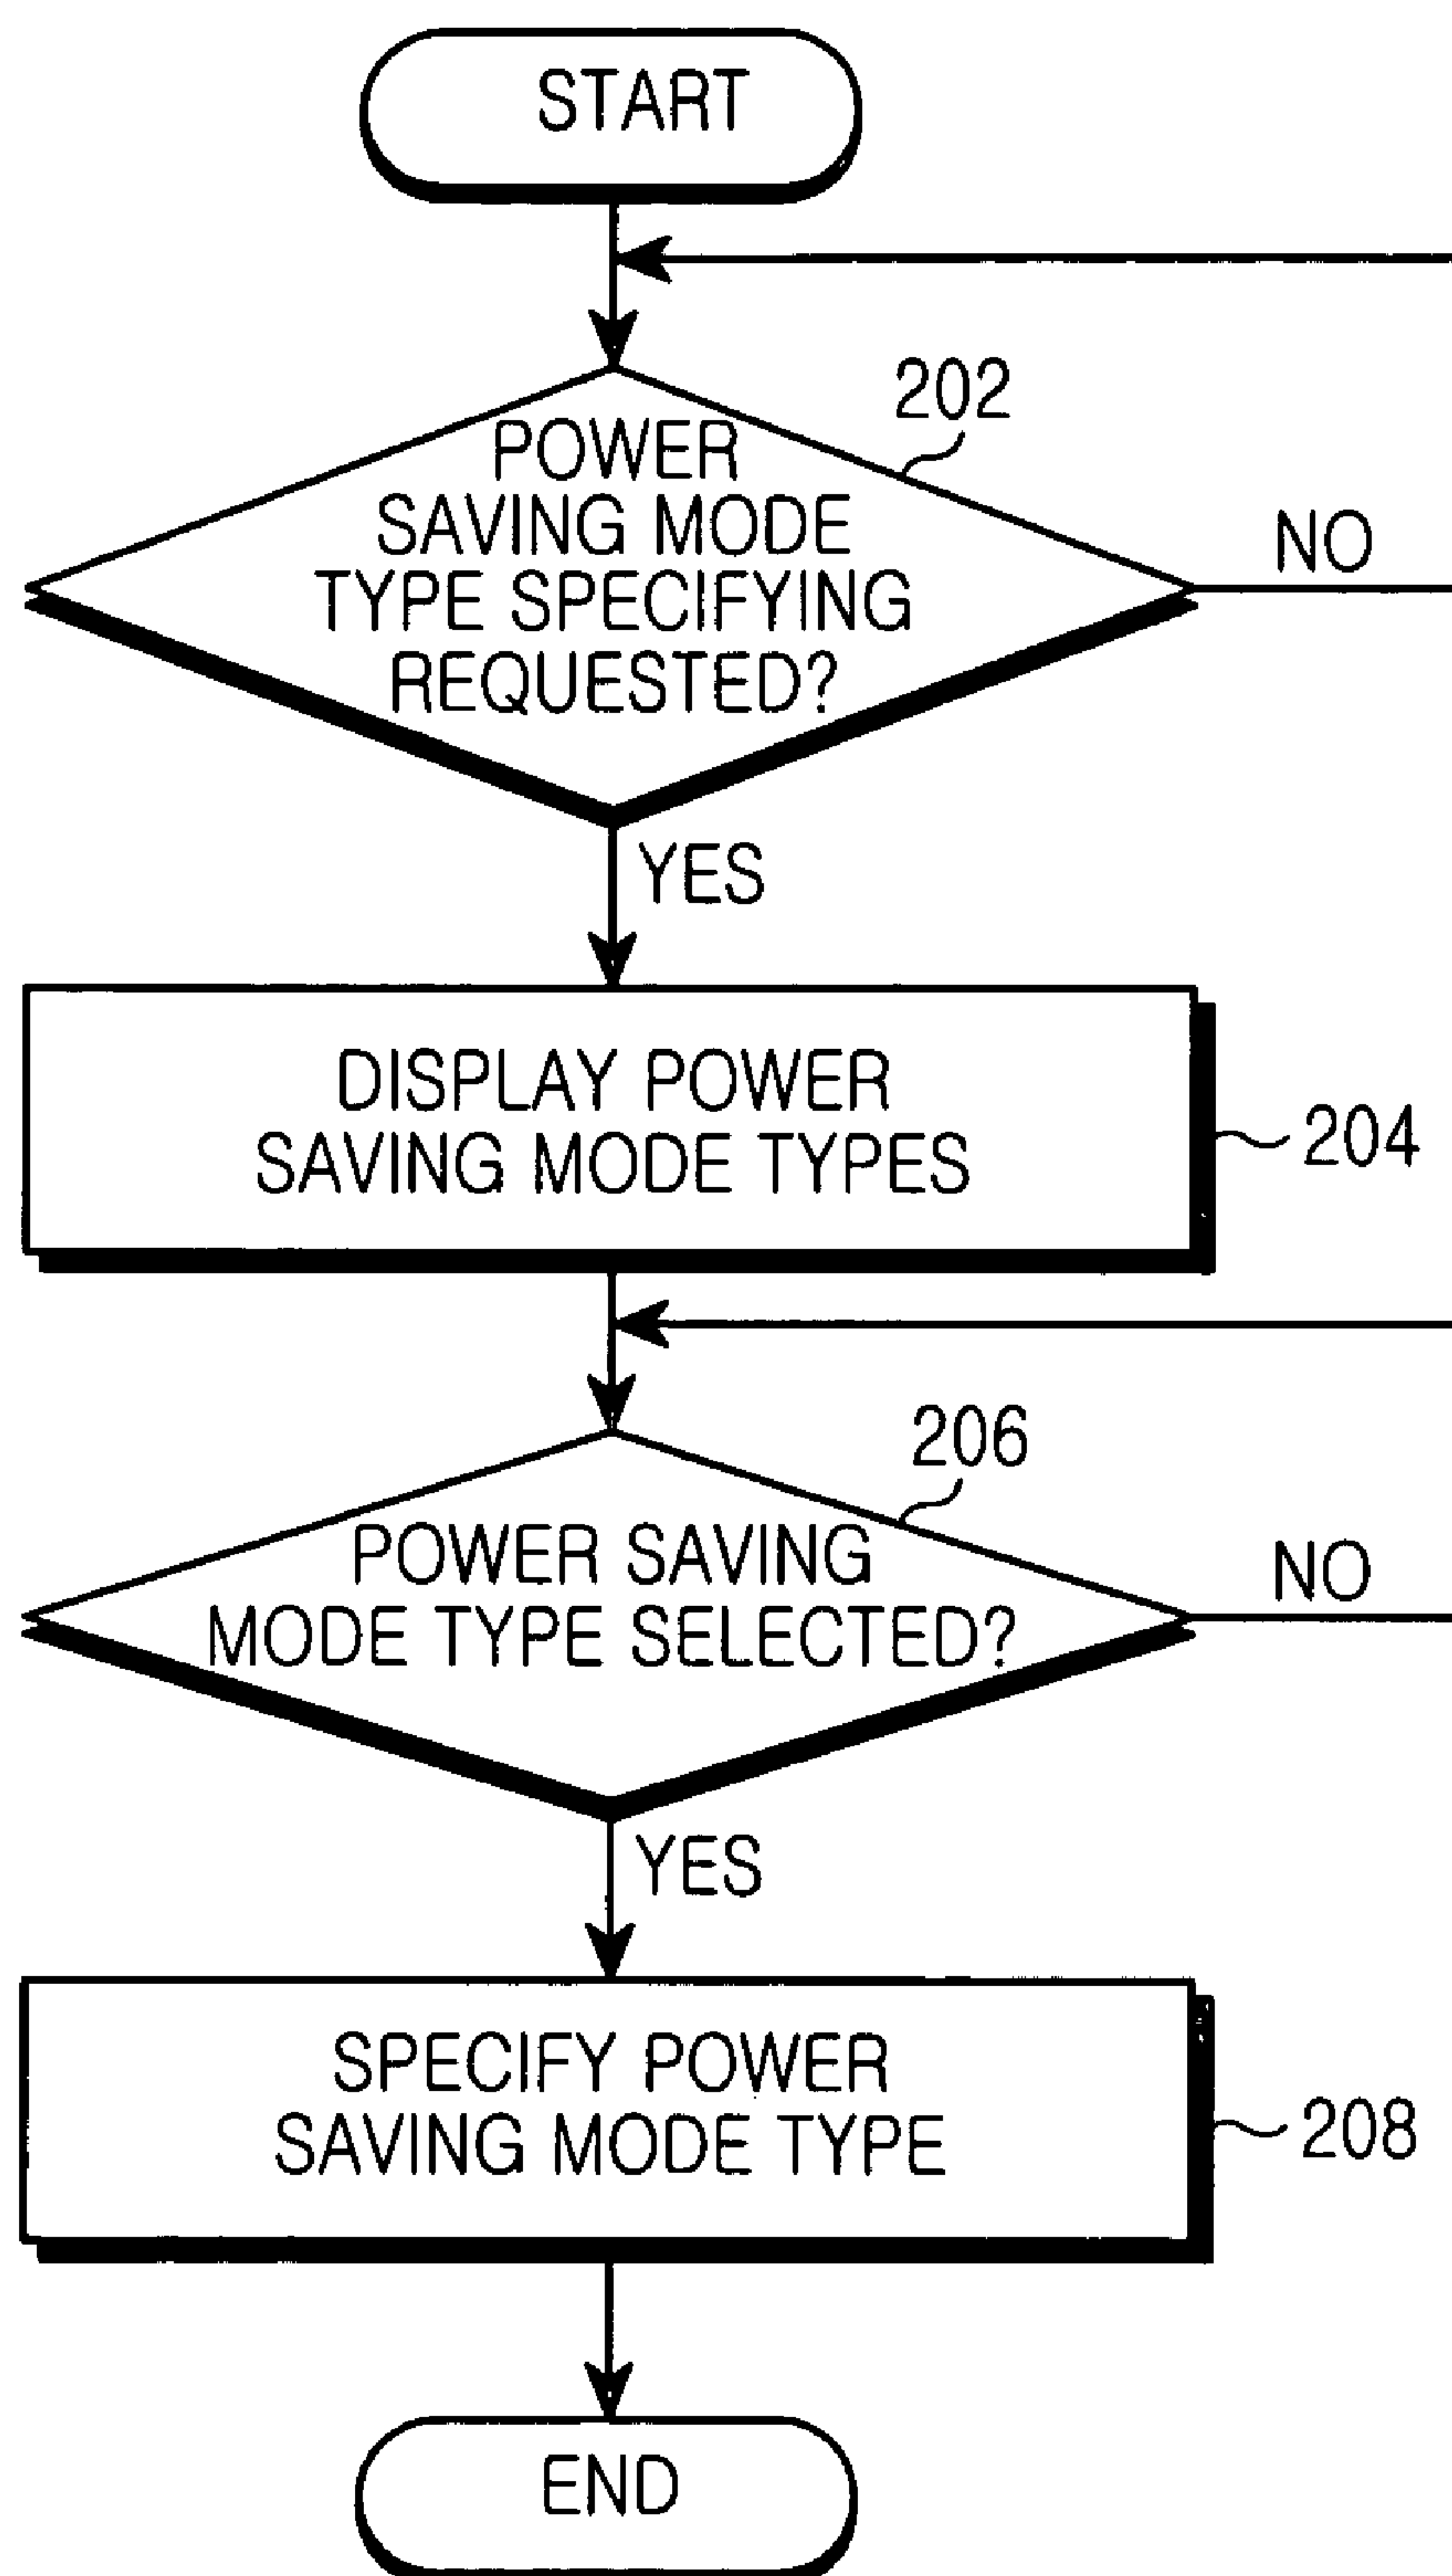 START
202
POWER
SAVING MODE
TYPE SPECIFYING
REQUESTED?
NO
YES
DISPLAY POWER
SAVING MODE TYPES
204
206
POWER SAVING
MODE TYPE SELECTED?
NO
YES
SPECIFY POWER
SAVING MODE TYPE
208
END